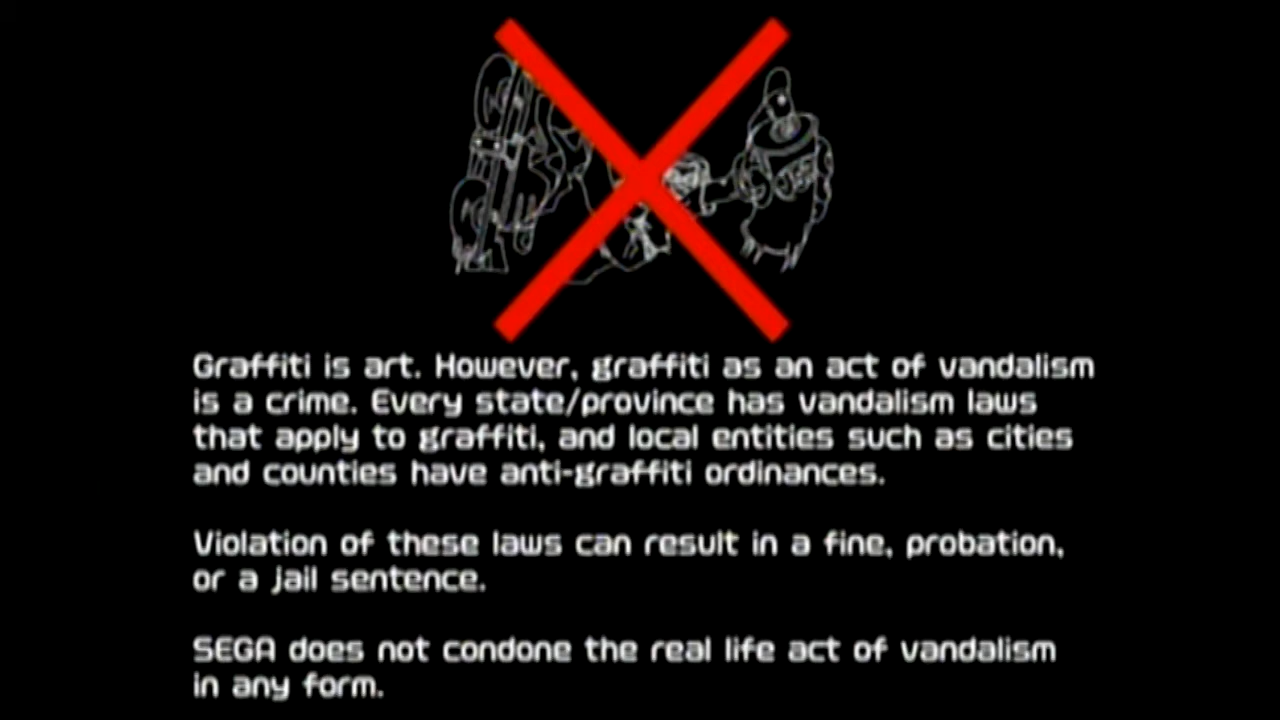 Graffiti is art. However, graffiti as an act of vandalism
is a crime. Every state/province has vandalism laws
that apply to graffiti, and local entities such as cities
and counties have anti-graffiti ordinances.
Violation of these laws can result in a fine, probation,
or a jail sentence.
SEGA does not condone the real life act of vandalism
in any form.